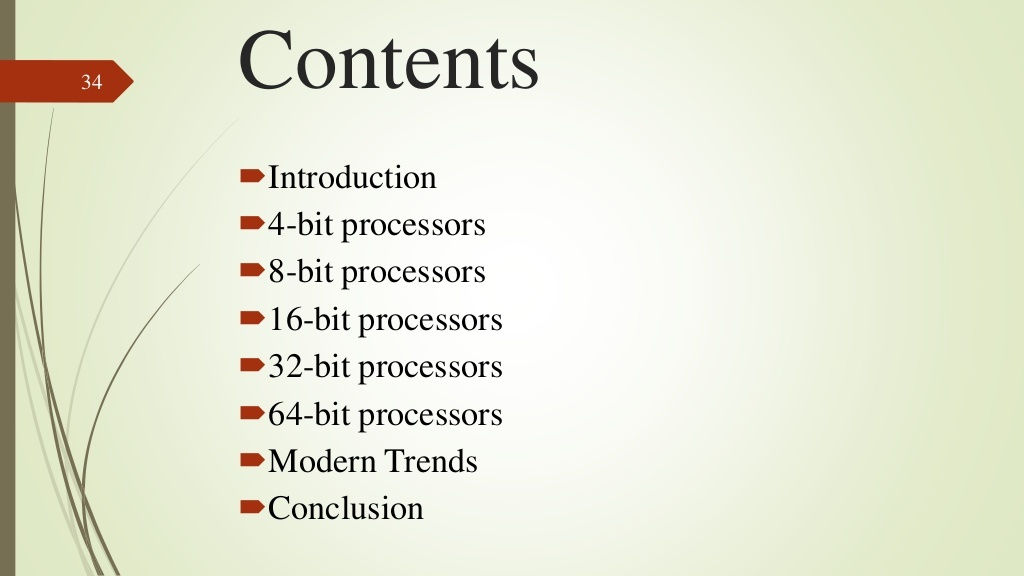 Contents
34
Introduction
4-bit processors
8-bit processors
16-bit processors
32-bit processors
64-bit processors
Modern Trends
Conclusion